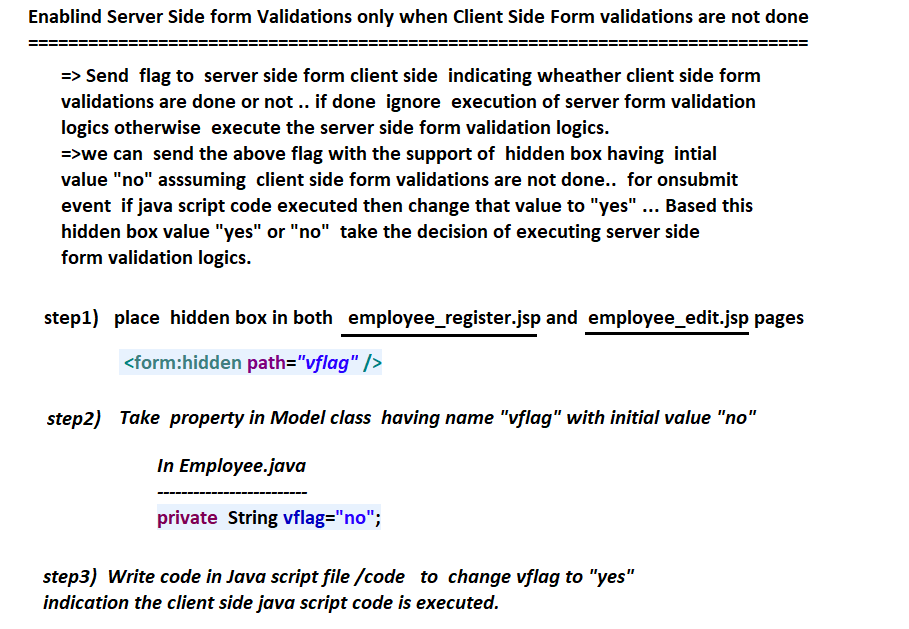 Enablind Server Side form Validations only when Client Side Form validations are not done
==============================================================================
=> Send flag to server side form client side indicating wheather client side form
validations are done or not .. if done ignore execution of server form validation
logics otherwise execute the server side form validation logics.
=>we can send the above flag with the support of hidden box having intial
value "no" asssuming client side form validations are not done.. for onsubmit
event if java script code executed then change that value to "yes" ... Based this
hidden box value "yes" or "no" take the decision of executing server side
form validation logics.
step1) place hidden box in both employee_register.jsp and employee_edit.jsp pages
<form:hidden path="vflag" />
step2) Take property in Model class having name "vflag" with initial value "no"
In Employee.java
-------------------------
private String vflag="no";
step3) Write code in Java script file /code to change vflag to "yes"
indication the client side java script code is executed.